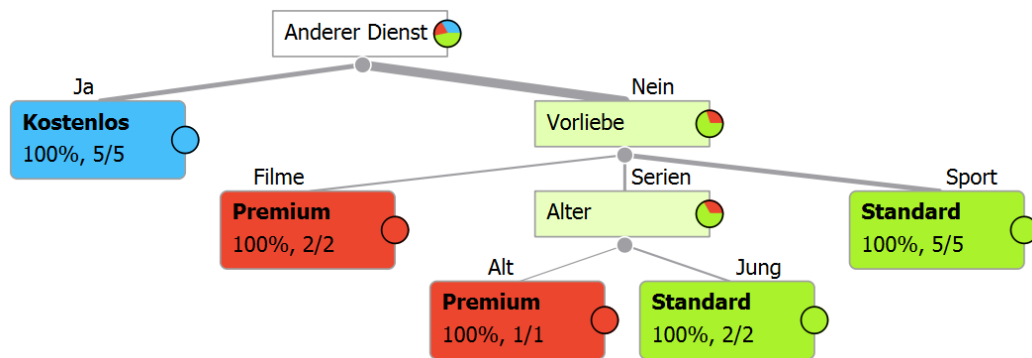 Anderer Dienst
Ja
Nein
Kostenlos
100%, 5/5
Vorliebe
Filme
Serien
Sport
Premium
100%, 2/2
Alter
Standard
100%, 5/5
Alt
Jung
Premium
100%, 1/1
Standard
100%, 2/2